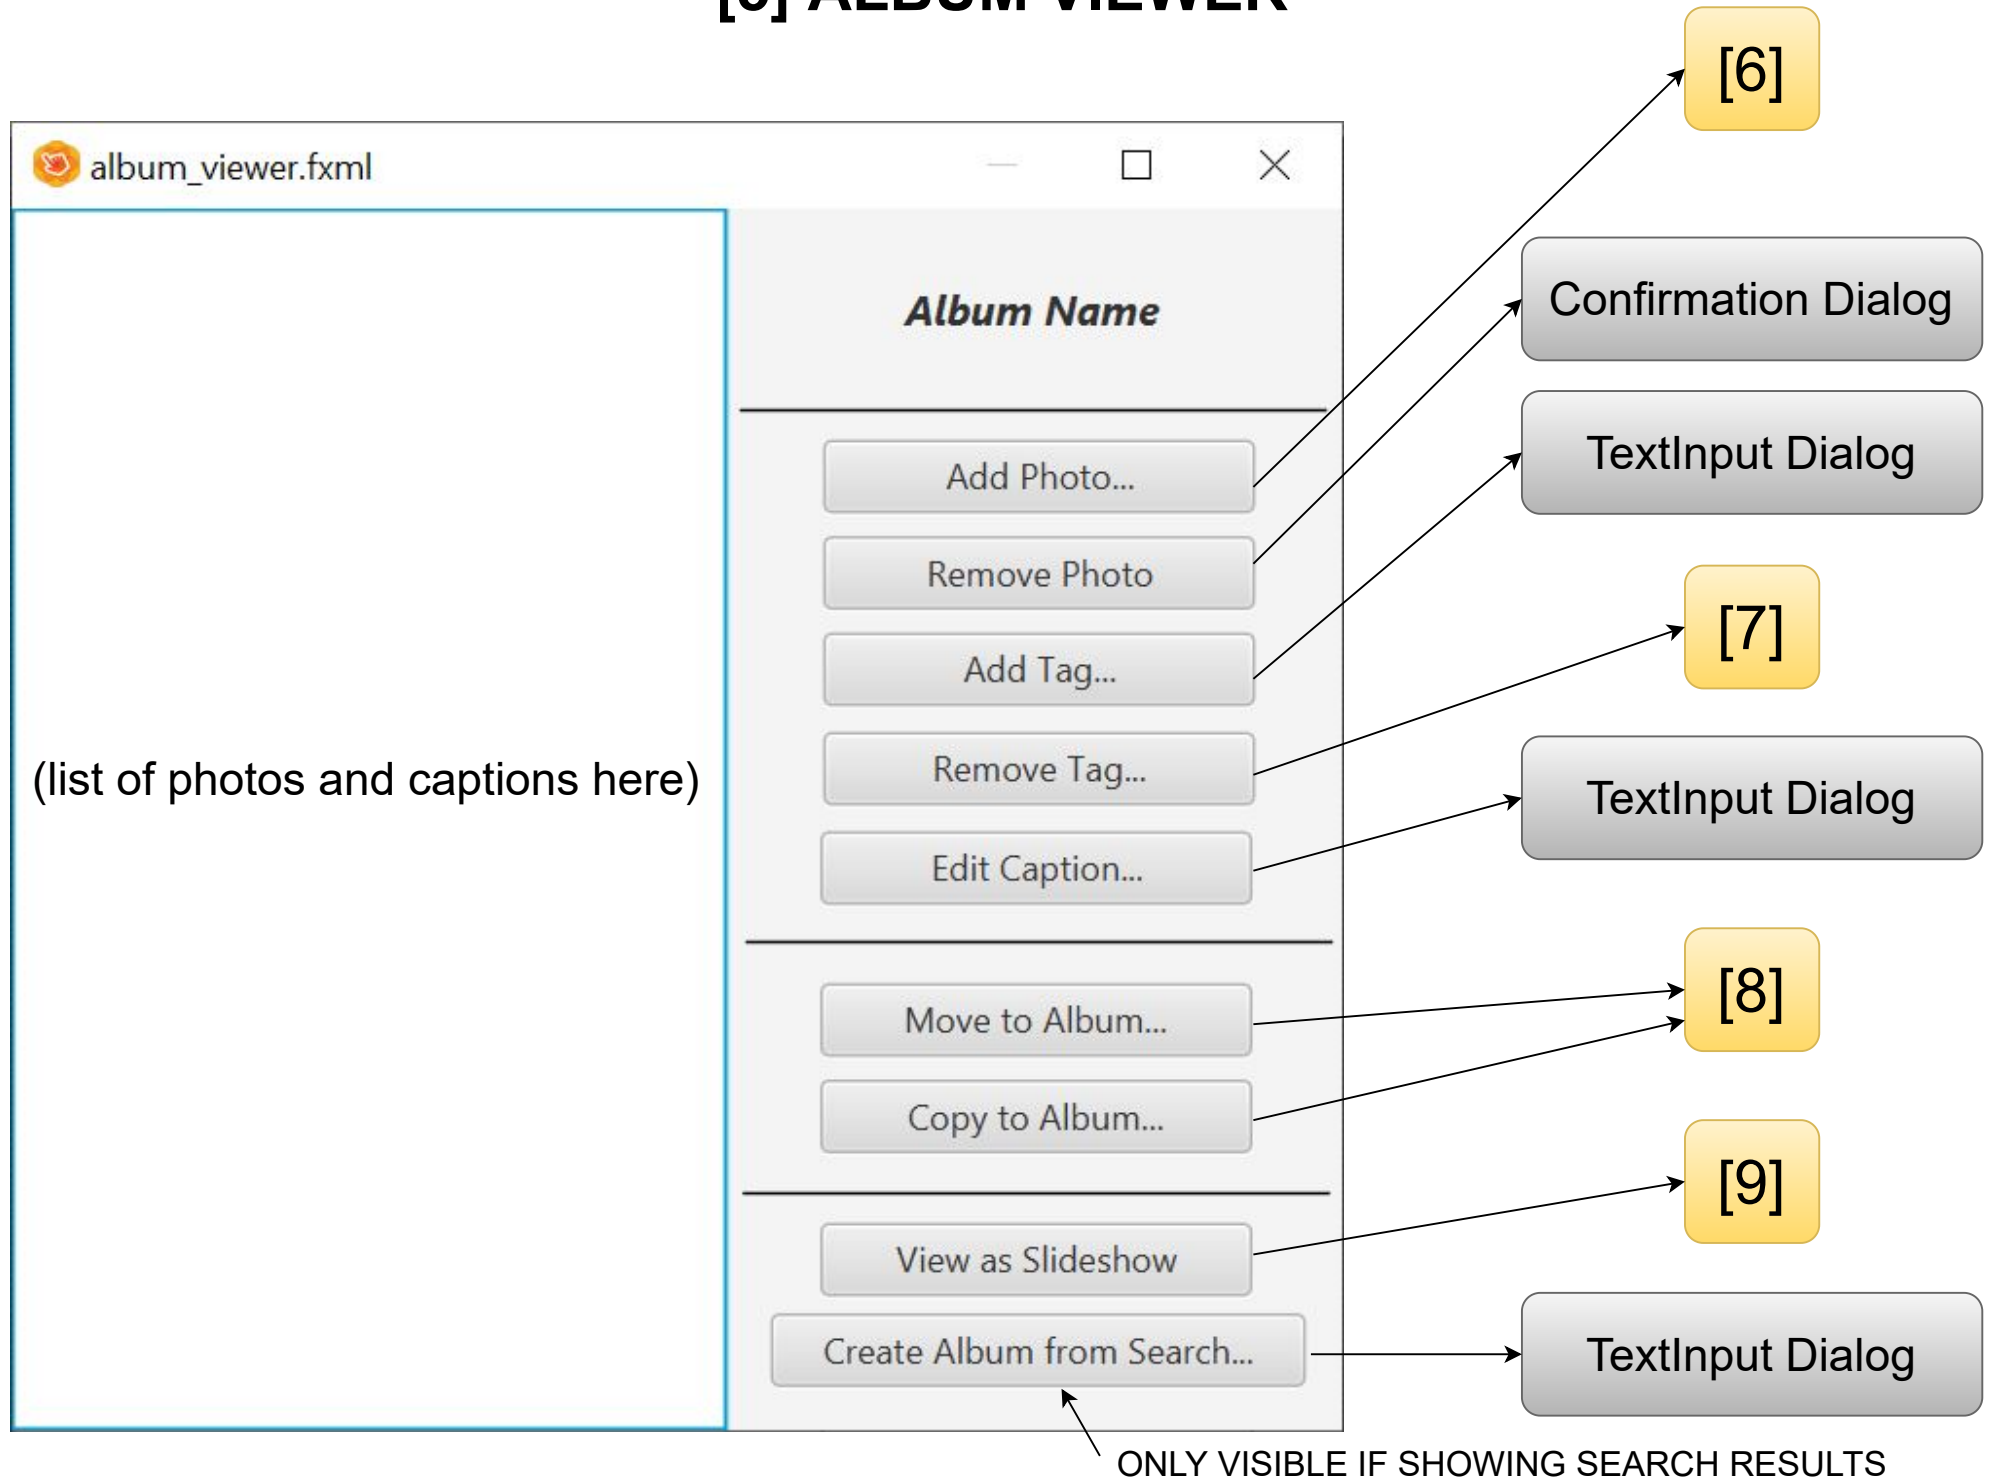 ALBUM VIEWER
[6]
album_viewer.fxml
Album Name
Confirmation Dialog
Add Photo...
TextInput Dialog
Remove Photo
Add Tag...
[7]
Remove Tag...
(list of photos and captions here)
TextInput Dialog
Edit Caption...
[8]
Move to Album...
Copy to Album...
[9]
View as Slideshow
Create Album from Search...
TextInput Dialog
ONLY VISIBLE IF SHOWING SEARCH RESULTS